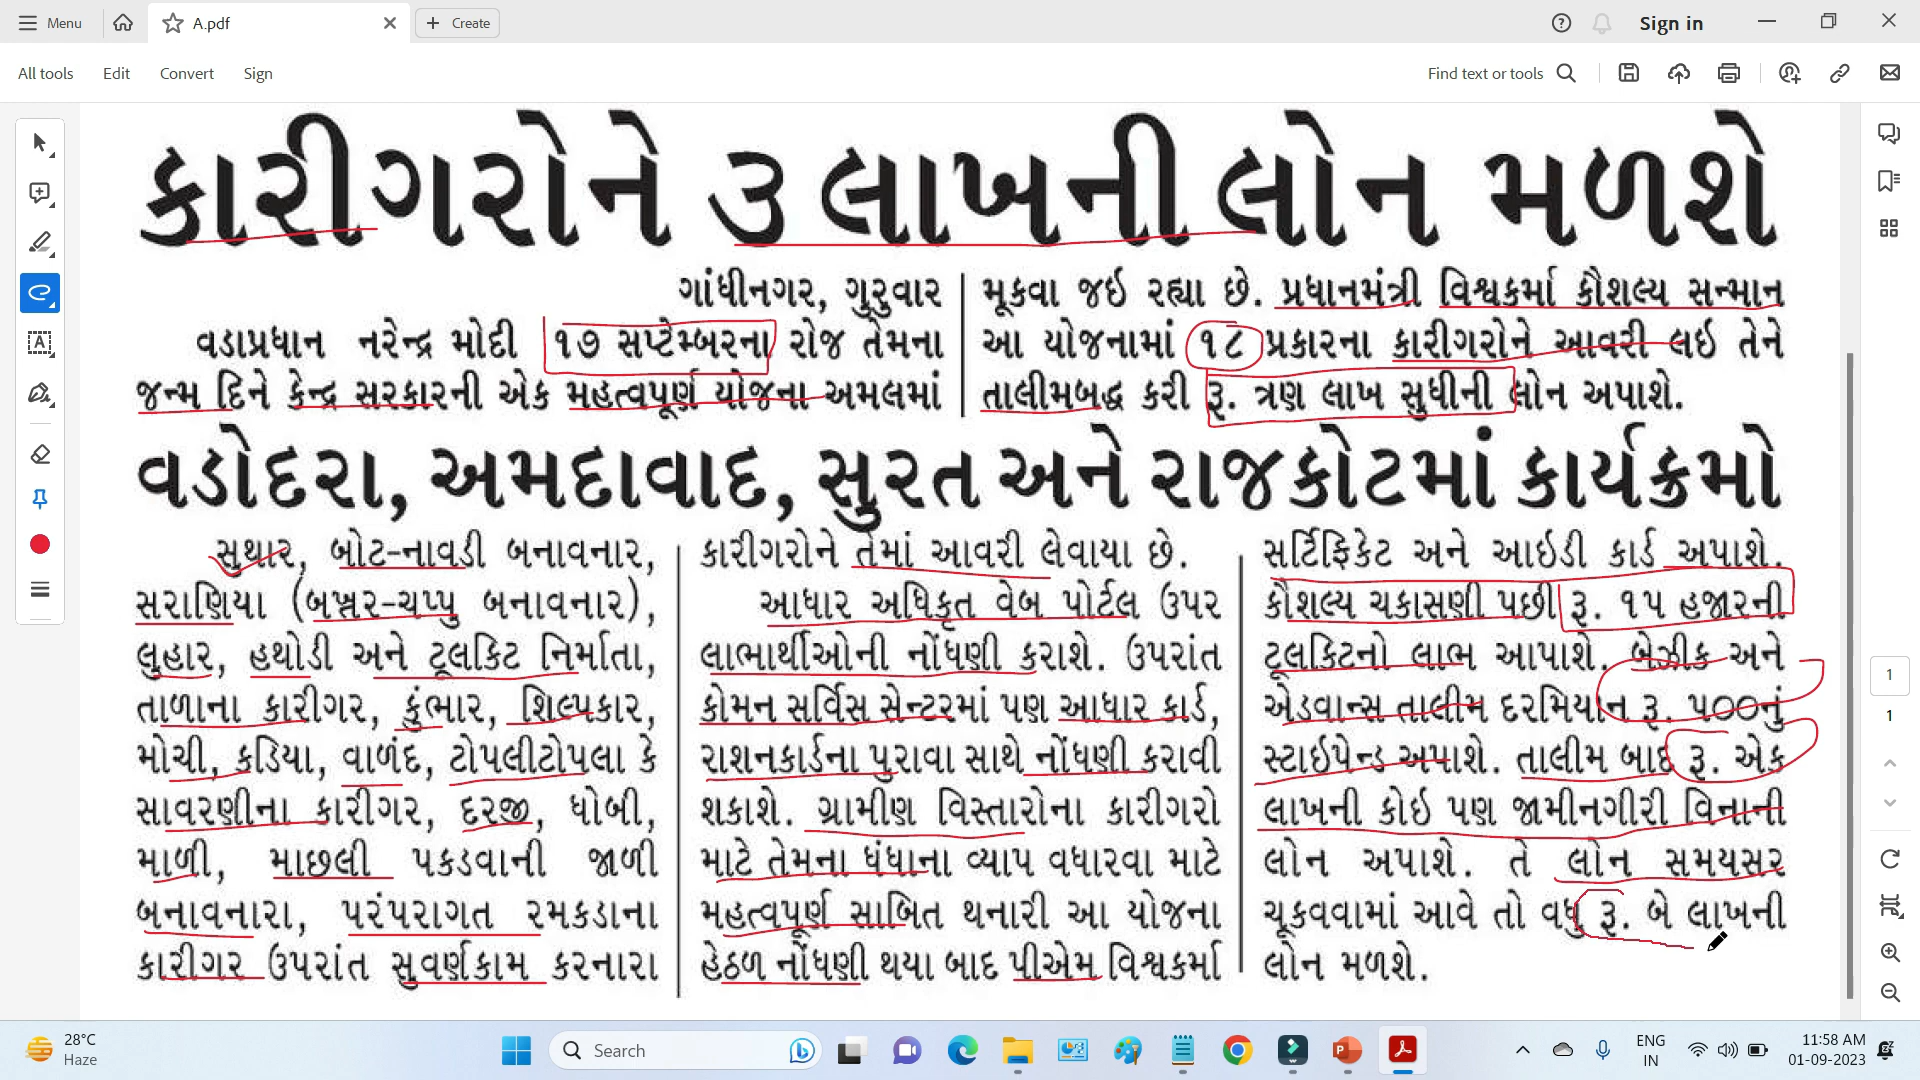 Menu
A.pdf
Create
Sign in
All tools
Edit
Convert
Sign
Find text or tools
કારીગરોને ૩ લાખની લોન મળશે
ગાંધીનગર, ગુરુવાર
વડાપ્રધાન નરેન્દ્ર મોદી ૧૭ સપ્ટેમ્બરના રોજ તેમના
જન્મ દિને કેન્દ્ર સરકારની એક મહત્વપૂર્ણ યોજના અમલમાં
મૂકવા જઇ રહ્યા છે. પ્રધાનમંત્રી વિશ્વકર્મા કૌશલ્ય સન્માન
આ યોજનામાં ૧૮ પ્રકારના કારીગરોને આવરી લઇ તેને
તાલીમબદ્ધ કરી રૂ. ત્રણ લાખ સુધીની લોન અપાશે.
વડોદરા, અમદાવાદ, સુરત અને રાજકોટમાં કાર્યક્રમો
સુથાર, બોટ-નાવડી બનાવનાર,
સરાણિયા (બખ્તર-ચપ્પુ બનાવનાર),
લુહાર, હથોડી અને ટૂલકિટ નિર્માતા,
તાળાના કારીગર, કુંભાર, શિલ્પકાર,
મોચી, કડિયા, વાળંદ, ટોપલીટોપલા કે
સાવરણીના કારીગર, દરજી, ધોબી,
માળી, માછલી પકડવાની જાળી
બનાવનારા, પરંપરાગત રમકડાના
કારીગર ઉપરાંત સુવર્ણકામ કરનારા
કારીગરોને તેમાં આવરી લેવાયા છે.
આધાર અધિકૃત વેબ પોર્ટલ ઉપર
લાભાર્થીઓની નોંધણી કરાશે. ઉપરાંત
કોમન સર્વિસ સેન્ટરમાં પણ આધાર કાર્ડ,
રાશનકાર્ડના પુરાવા સાથે નોંધણી કરાવી
શકાશે. ગ્રામીણ વિસ્તારોના કારીગરો
માટે તેમના ધંધાના વ્યાપ વધારવા માટે
મહત્વપૂર્ણ સાબિત થનારી આ યોજના
હેઠળ નોંધણી થયા બાદ પીએમ વિશ્વકર્મા
સર્ટિફિકેટ અને આઇડી કાર્ડ અપાશે.
કૌશલ્ય ચકાસણી પછી રૂ. ૧૫ હજારની
ટૂલકિટનો લાભ આપાશે. બેઝીક અને
એડવાન્સ તાલીમ દરમિયાન રૂ. ૫૦૦નું
સ્ટાઇપેન્ડ અપાશે. તાલીમ બાદ રૂ. એક
લાખની કોઇ પણ જામીનગીરી વિનાની
લોન અપાશે. તે લોન સમયસર
ચૂકવવામાં આવે તો વધુ રૂ. બે લાખની
લોન મળશે.
1
1
28°C
Haze
Search
ENG
IN
11:58 AM
01-09-2023